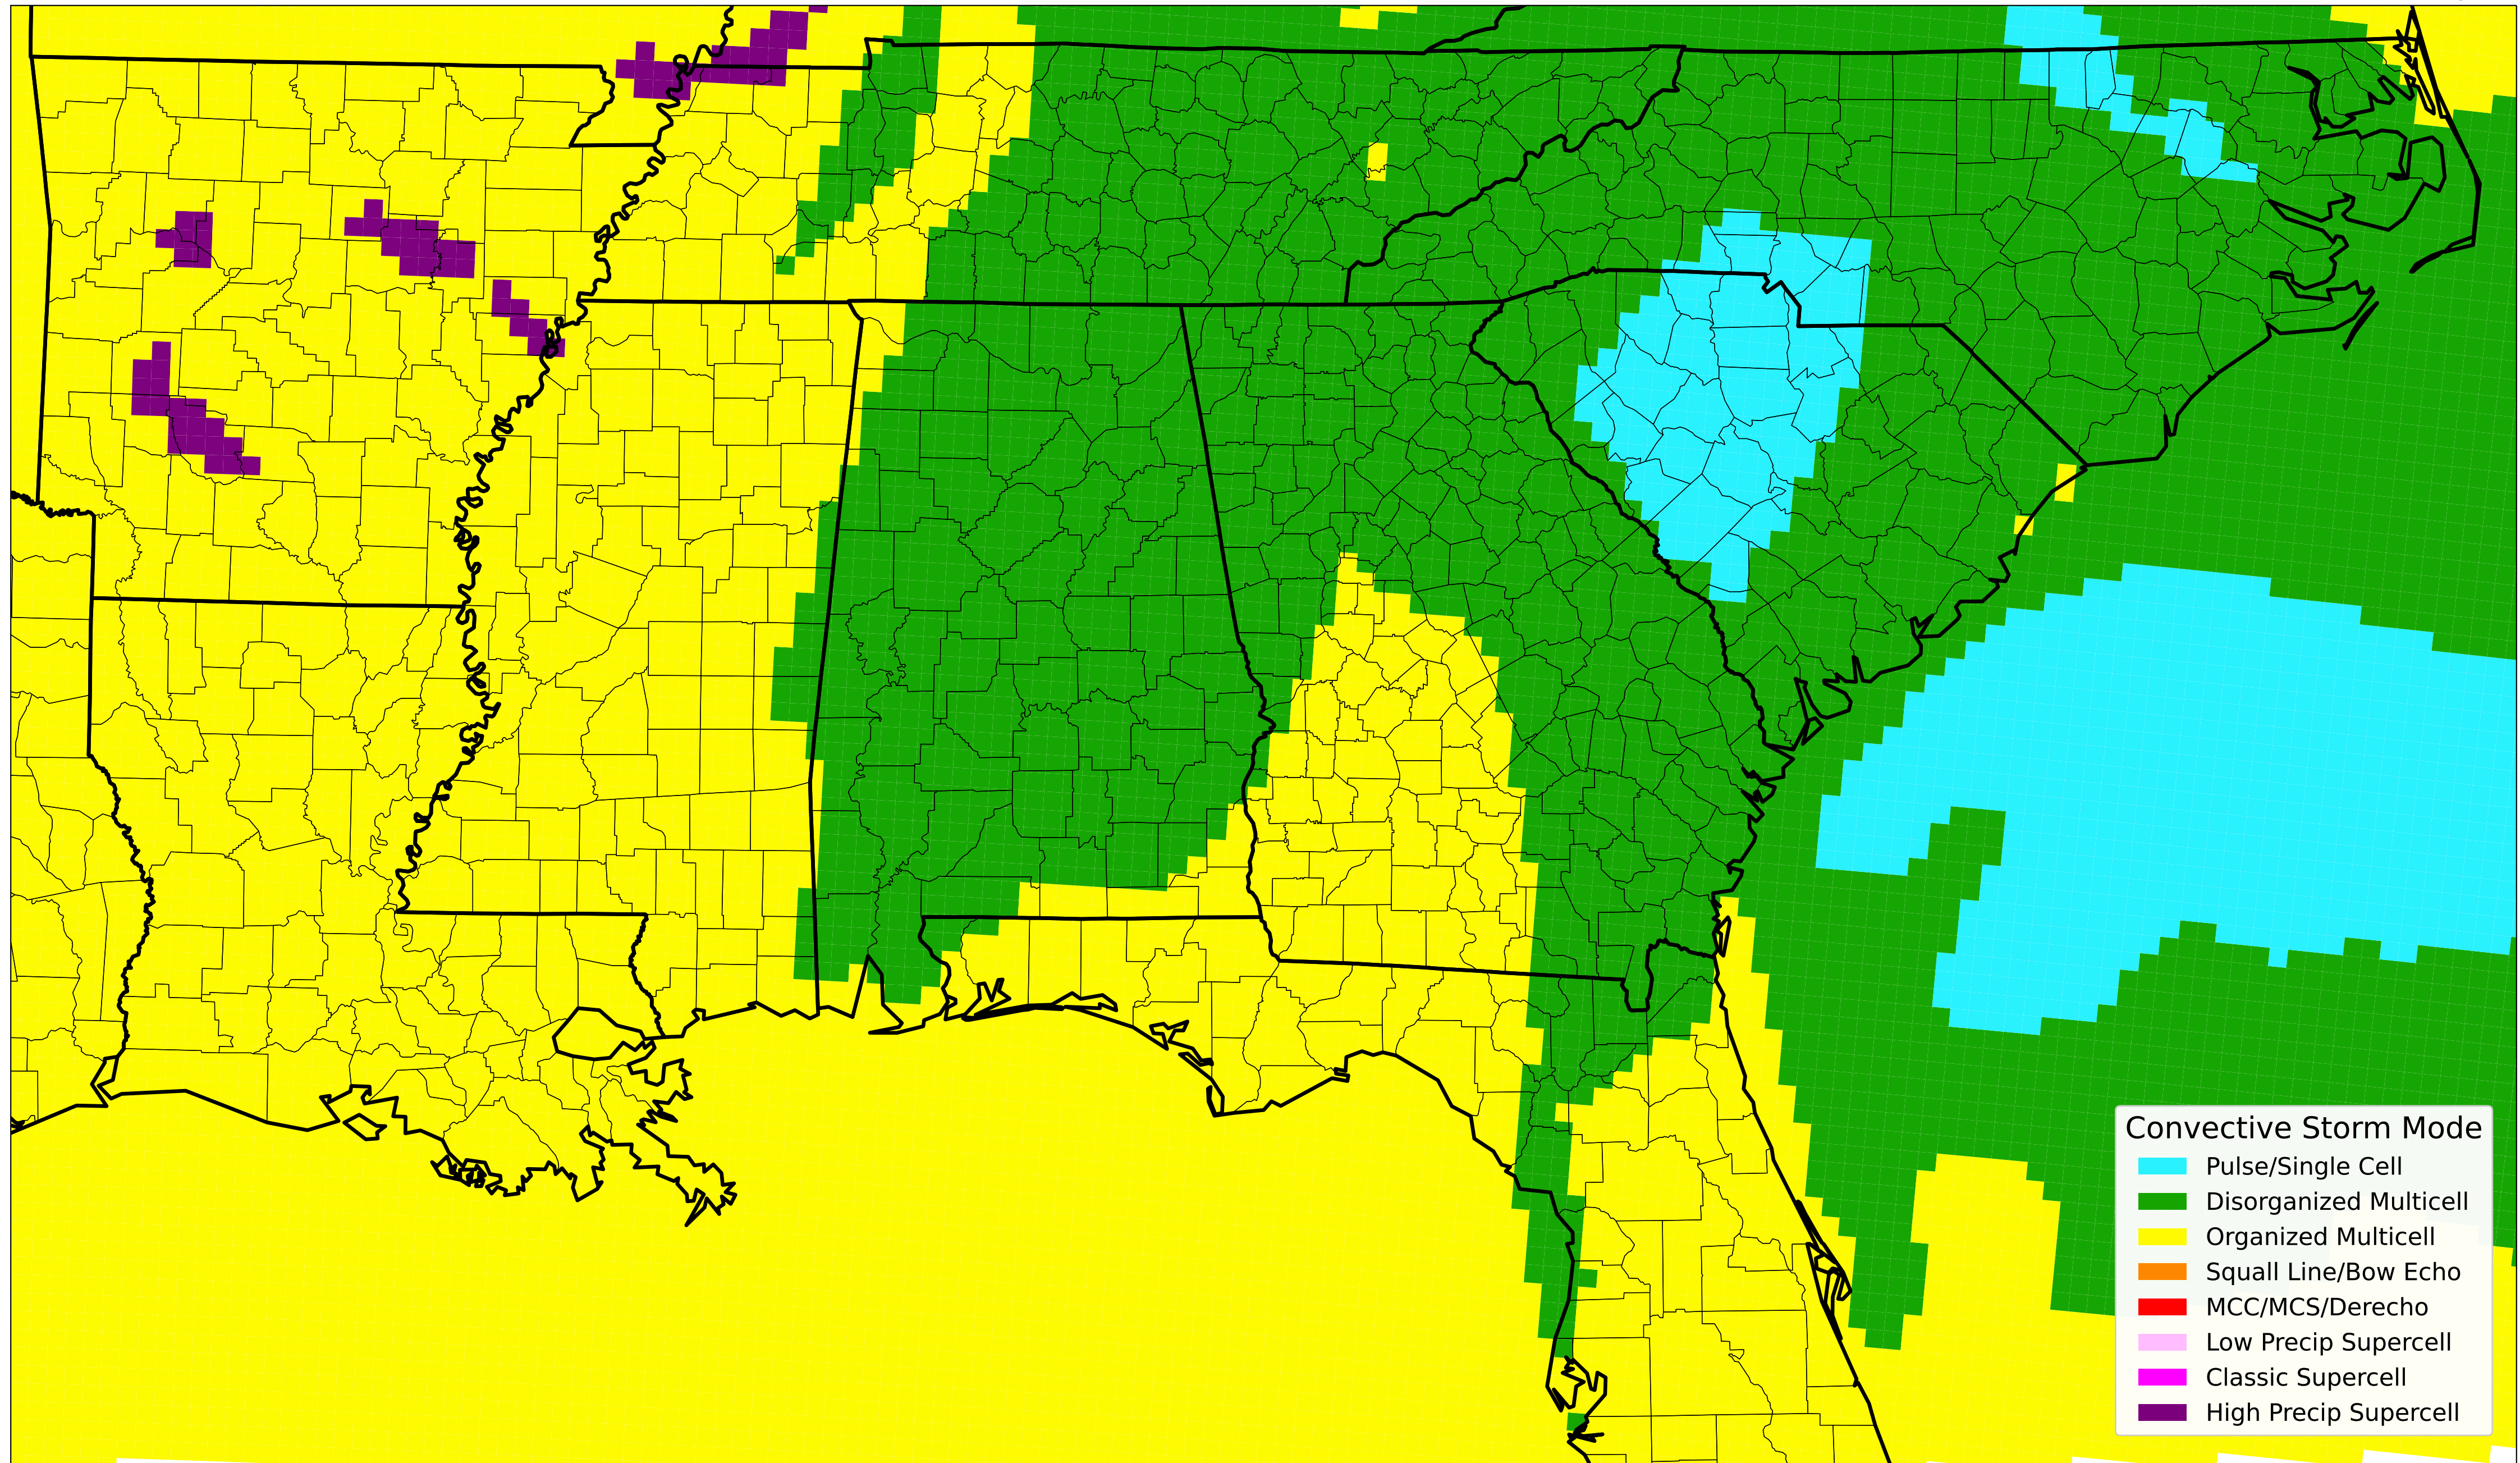 Convective Storm Mode
Pulse/Single Cell
Disorganized Multicell
Organized Multicell
Squall Line/Bow Echo
MCC/MCS/Derecho
Low Precip Supercell
Classic Supercell
High Precip Supercell